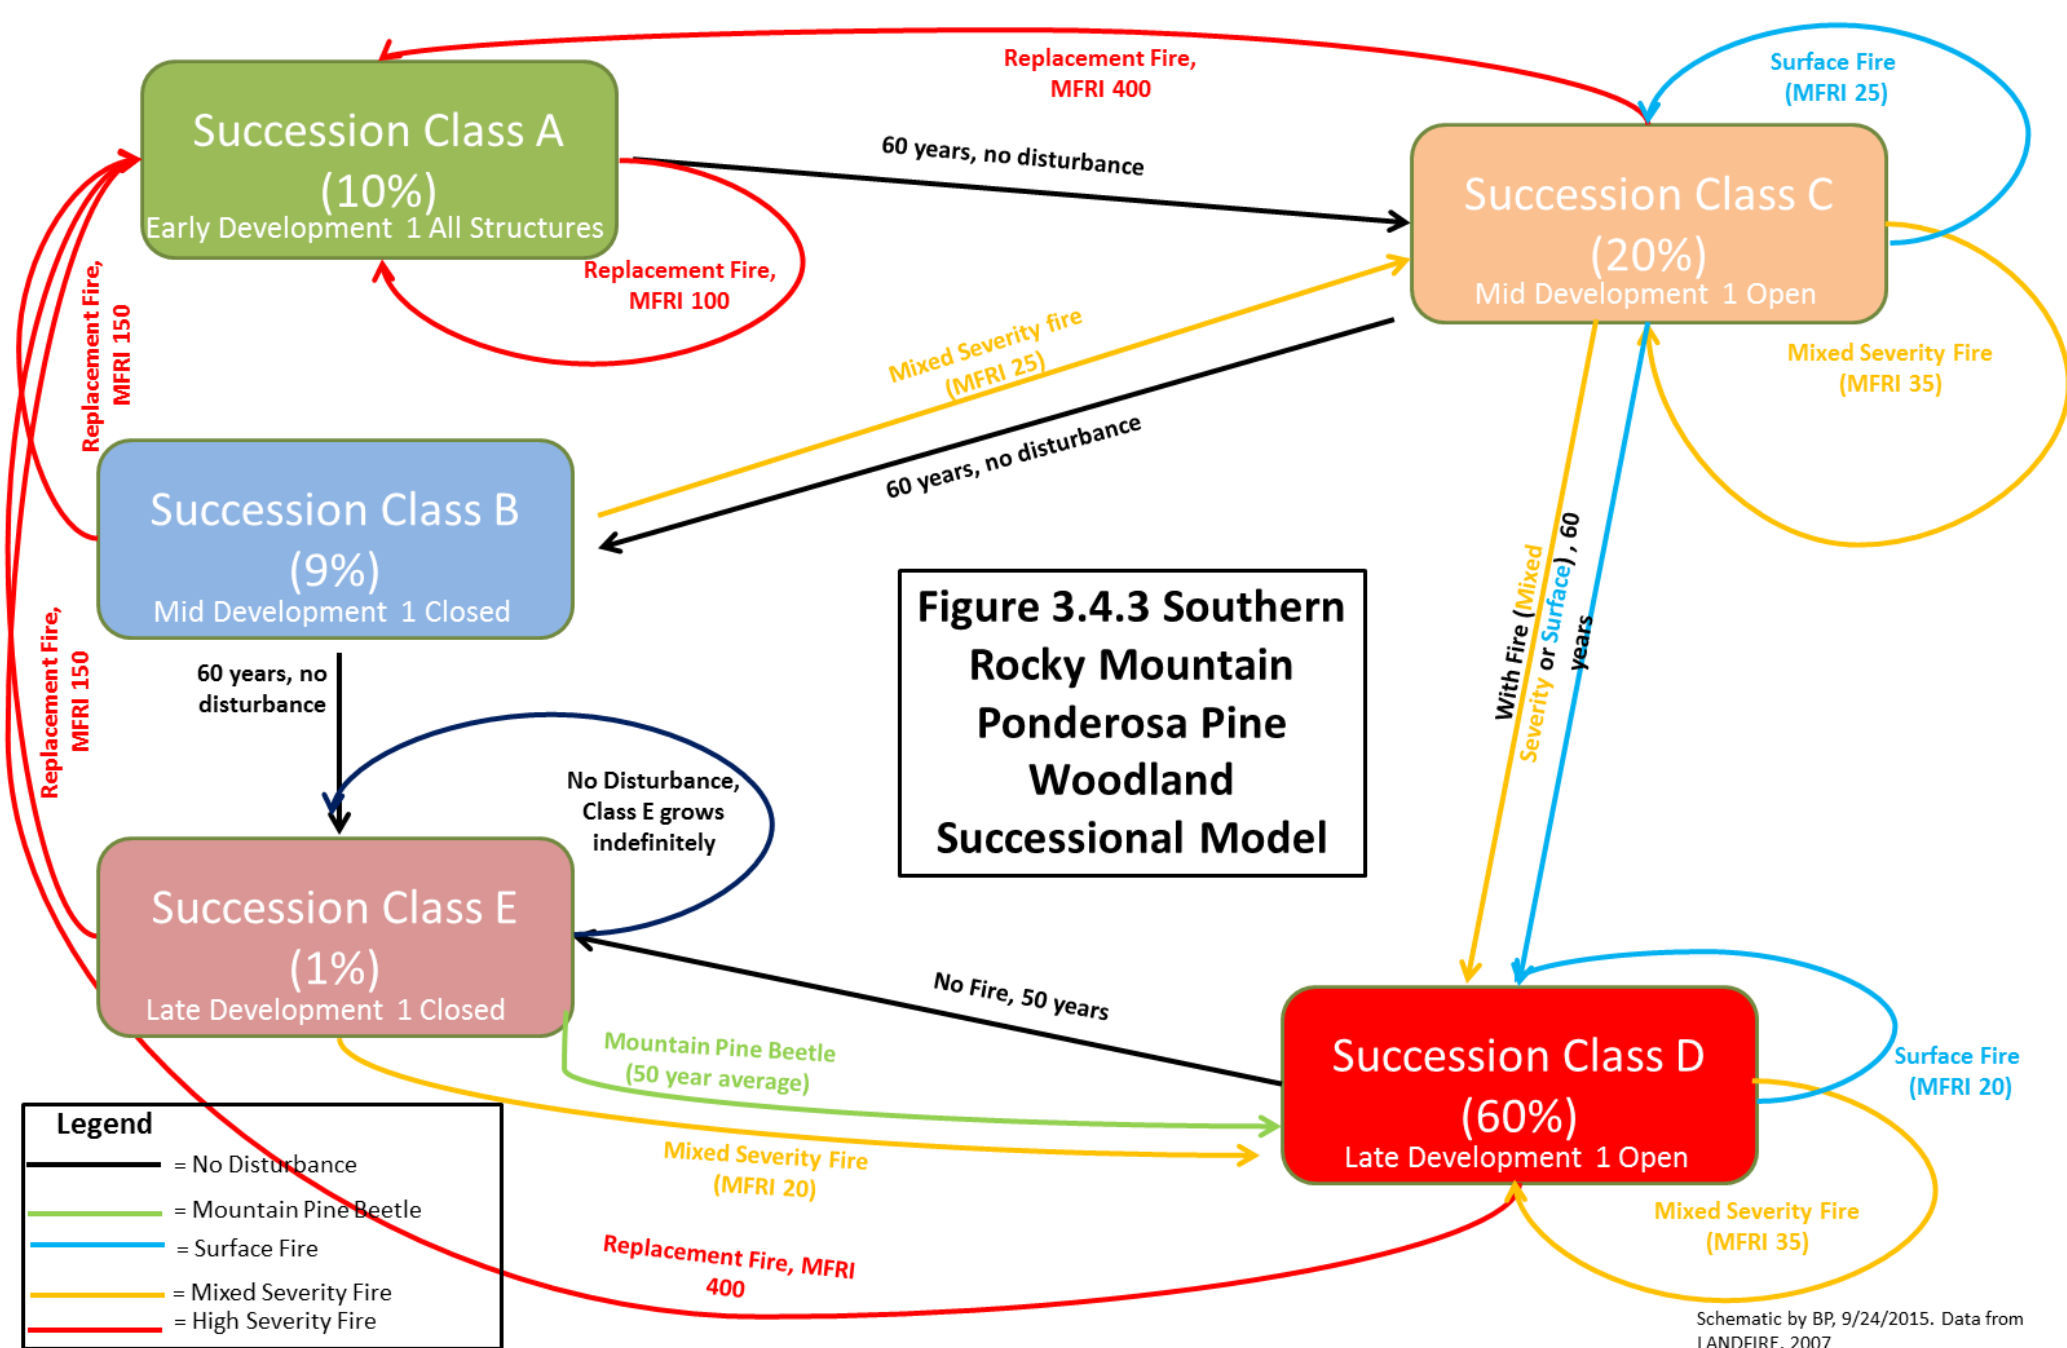 Replacement Fire,
MFRI 400
Surface Fire
(MFRI 25)
Succession Class A
(10%)
Early Development 1 All Structures
60 years, no disturbance
Succession Class C
(20%)
Mid Development 1 Open
Replacement Fire,
MFRI 100
Replacement Fire,
MFRI 150
Mixed Severity fire
(MFRI 25)
Mixed Severity Fire
(MFRI 35)
60 years, no disturbance
Succession Class B
(9%)
Mid Development 1 Closed
With Fire (Mixed
Severity or Surface) , 60
years
Figure 3.4.3 Southern
Rocky Mountain
Ponderosa Pine
Woodland
Successional Model
Replacement Fire,
MFRI 150
60 years, no
disturbance
No Disturbance,
Class E grows
indefinitely
Succession Class E
(1%)
Late Development 1 Closed
No Fire, 50 years
Mountain Pine Beetle
(50 year average)
Succession Class D
(60%)
Late Development 1 Open
Surface Fire
(MFRI 20)
Mixed Severity Fire
(MFRI 20)
Mixed Severity Fire
(MFRI 35)
Replacement Fire, MFRI
400
Legend
= No Disturbance
= Mountain Pine Beetle
= Surface Fire
= Mixed Severity Fire
= High Severity Fire
Schematic by BP, 9/24/2015. Data from
LANDFIRE, 2007